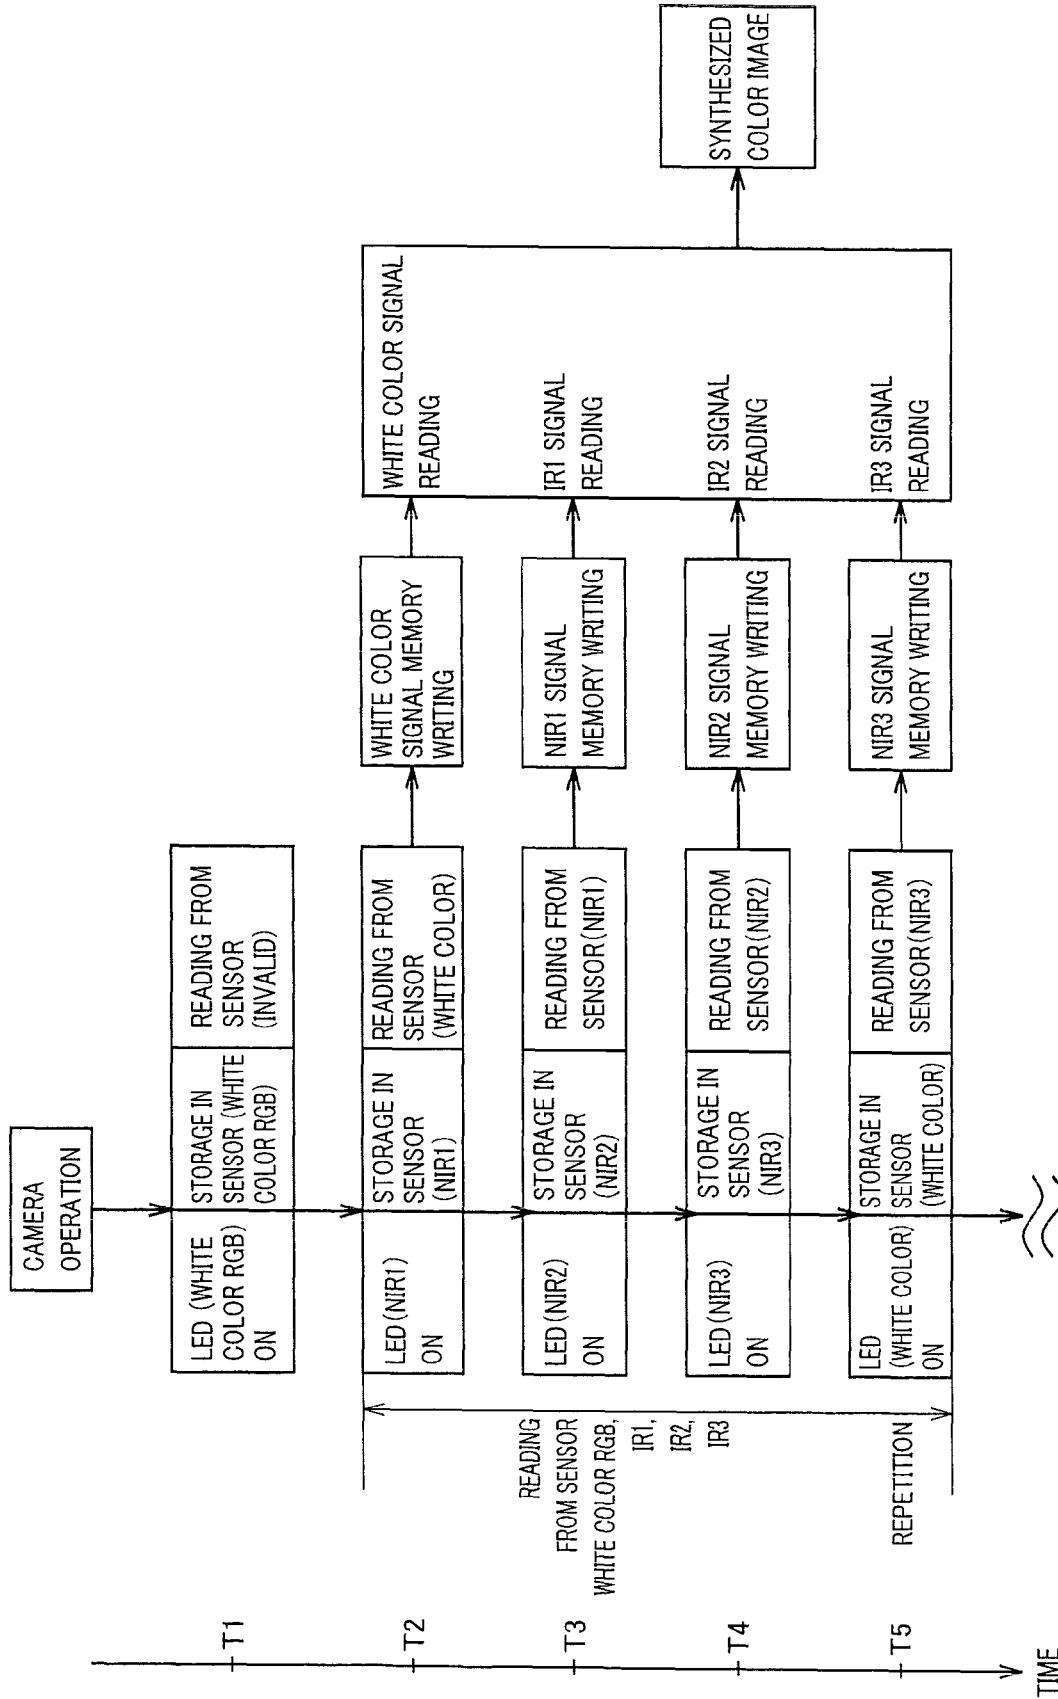 CAMERA
OPERATION
T1
LED (WHITE
COLOR RGB)
ON
STORAGE IN
SENSOR (WHITE
COLOR RGB)
READING FROM
SENSOR
(INVALID)
T2
LED(NIR1)
ON
STORAGE IN
SENSOR
(NIR1)
READING FROM
SENSOR
(WHITE COLOR)
WHITE COLOR
SIGNAL MEMORY
WRITING
WHITE COLOR SIGNAL
READING
READING
FROM SENSOR
WHITE COLOR RGB,
IR1,
IR2,
IR3
T3
LED(NIR2)
ON
STORAGE IN
SENSOR
(NIR2)
READING FROM
SENSOR(NIR1)
NIR1 SIGNAL
MEMORY WRITING
IR1 SIGNAL
READING
T4
LED(NIR3)
ON
STORAGE IN
SENSOR
(NIR3)
READING FROM
SENSOR(NIR2)
NIR2 SIGNAL
MEMORY WRITING
IR2 SIGNAL
READING
SYNTHESIZED
COLOR IMAGE
T5
REPETITION
LED
(WHITE COLOR)
ON
STORAGE IN
SENSOR
(WHITE COLOR)
READING FROM
SENSOR(NIR3)
NIR3 SIGNAL
MEMORY WRITING
IR3 SIGNAL
READING
TIME